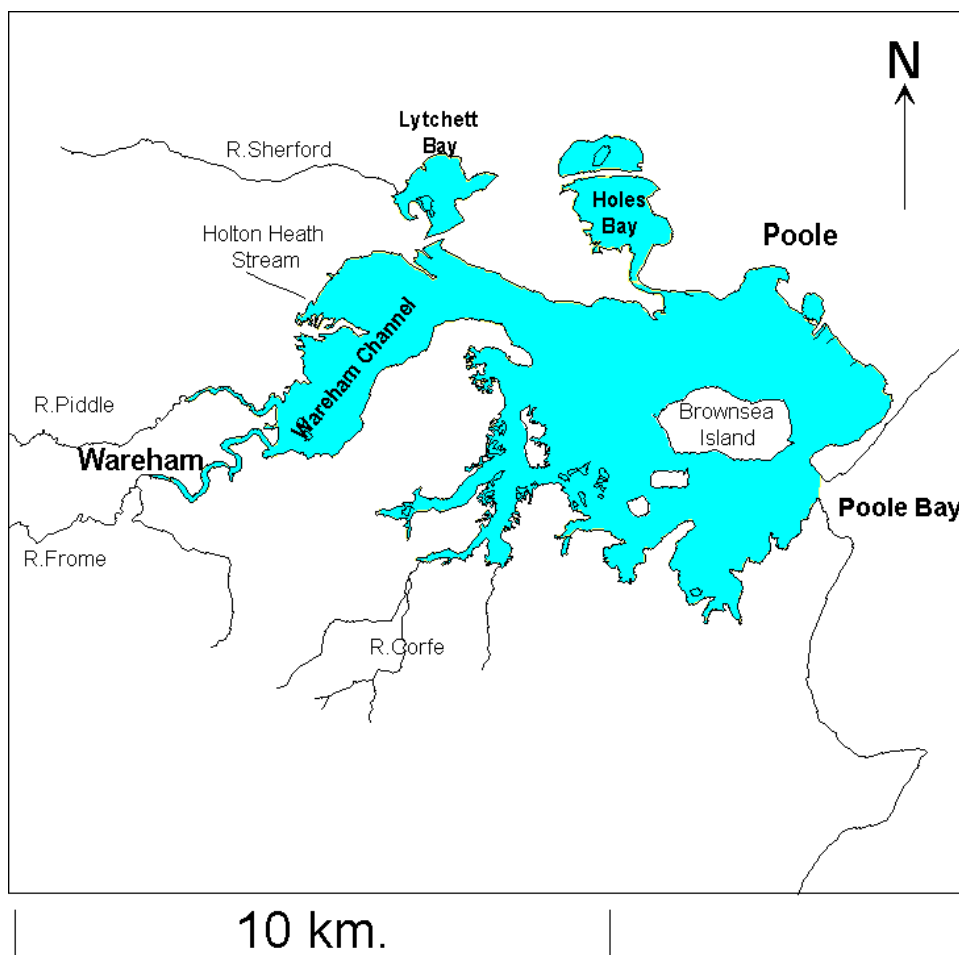 N
Lytchett
Bay
R.Sherford
Holes
Bay
Poole
Holton Heath
Stream
Wareham Channel
R.Piddle
Brownsea
Island
Wareham
Poole Bay
R.Frome
R.Corfe
10 km.